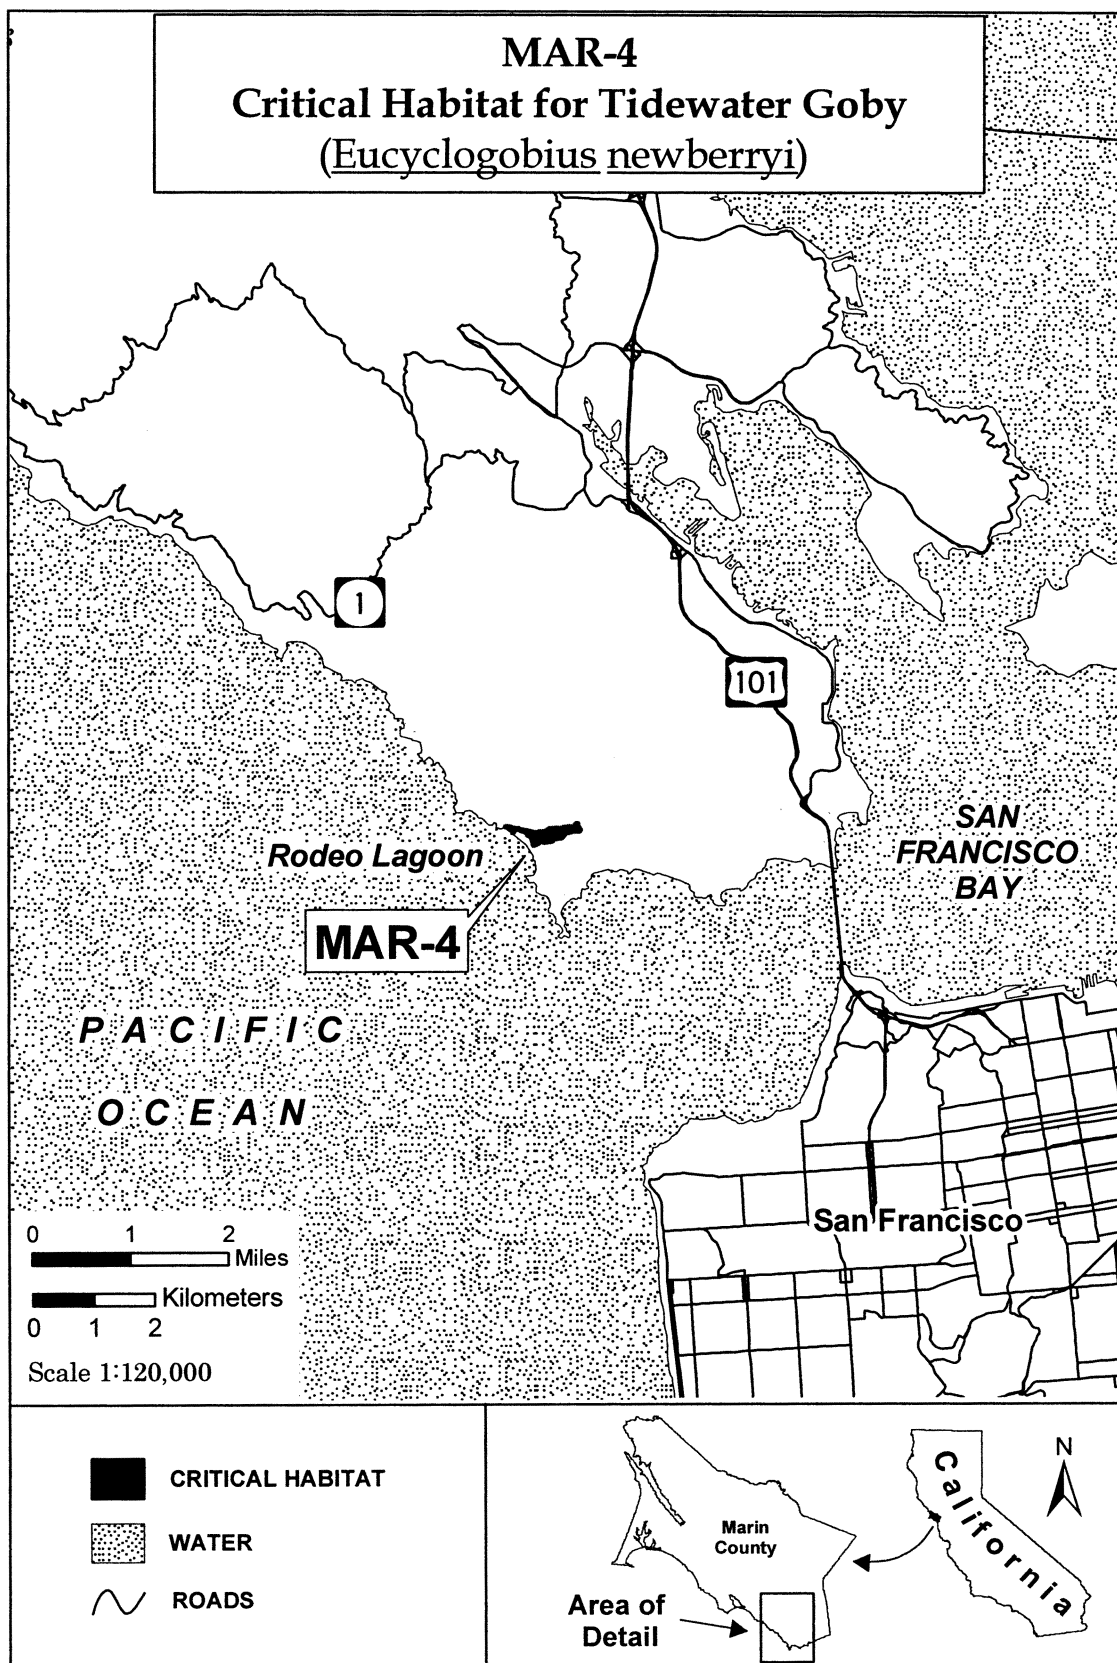 MAR-4
Critical Habitat for Tidewater Goby
(Eucyclogobius newberryi)
1
101
SAN
FRANCISCO
BAY
Rodeo Lagoon
MAR-4
PACIFIC
OCEAN
San Francisco
0 1 2
Miles
Kilometers
0 1 2
Scale 1:120,000
CRITICAL HABITAT
WATER
ROADS
Marin
County
Area of
Detail
California
N